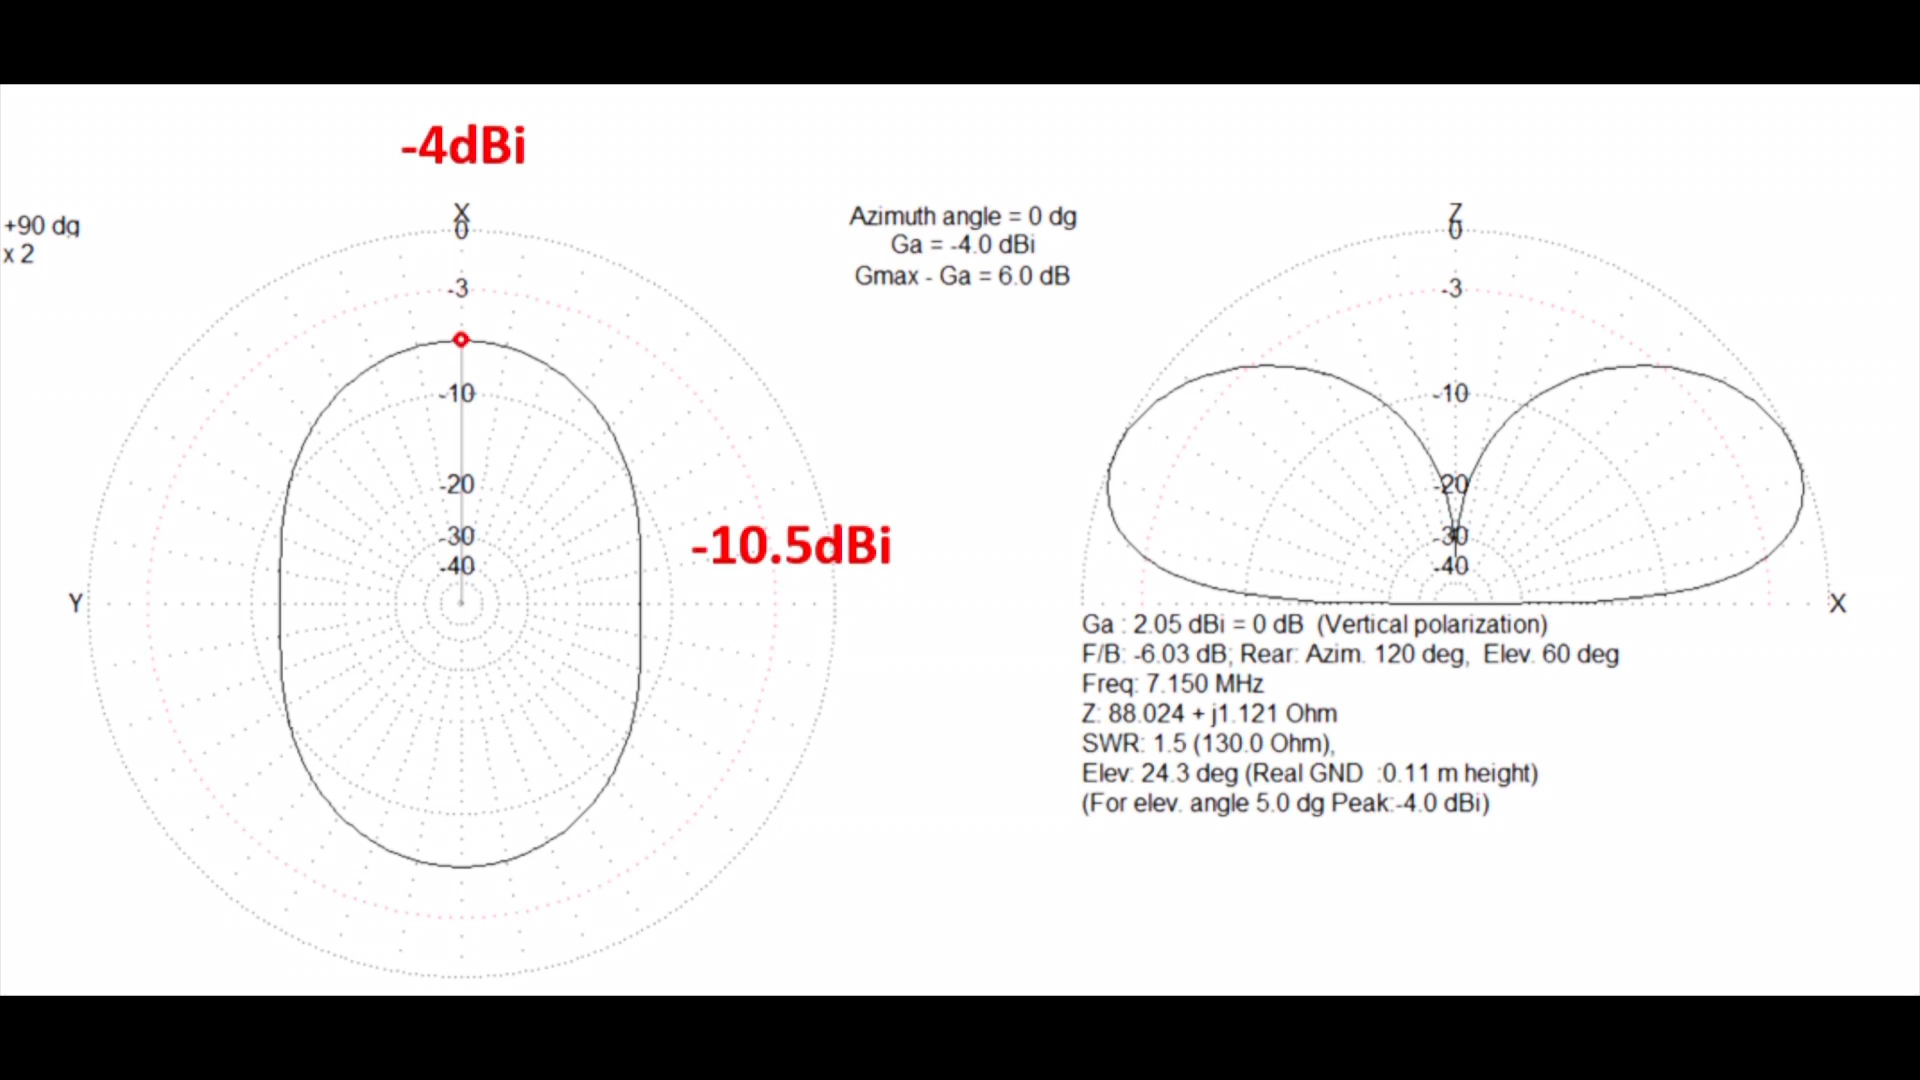 -4dBi
+90 dg
x 2
X
0
-3
-10
-20
-30
-40
Y
-10.5dBi
Azimuth angle = 0 dg
Ga = -4.0 dBi
Gmax - Ga = 6.0 dB
Z
0
-3
-10
-20
-30
-40
X
Ga : 2.05 dBi = 0 dB (Vertical polarization)
F/B: -6.03 dB; Rear: Azim. 120 deg, Elev. 60 deg
Freq: 7.150 MHz
Z: 88.024 + j1.121 Ohm
SWR: 1.5 (130.0 Ohm),
Elev: 24.3 deg (Real GND :0.11 m height)
(For elev. angle 5.0 dg Peak:-4.0 dBi)